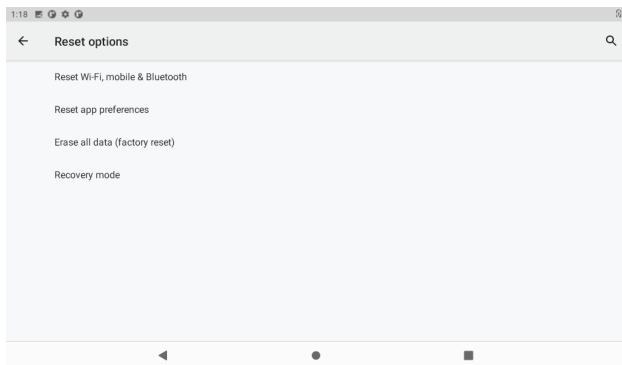 1:18
Reset options
Reset Wi-Fi, mobile & Bluetooth
Reset app preferences
Erase all data (factory reset)
Recovery mode